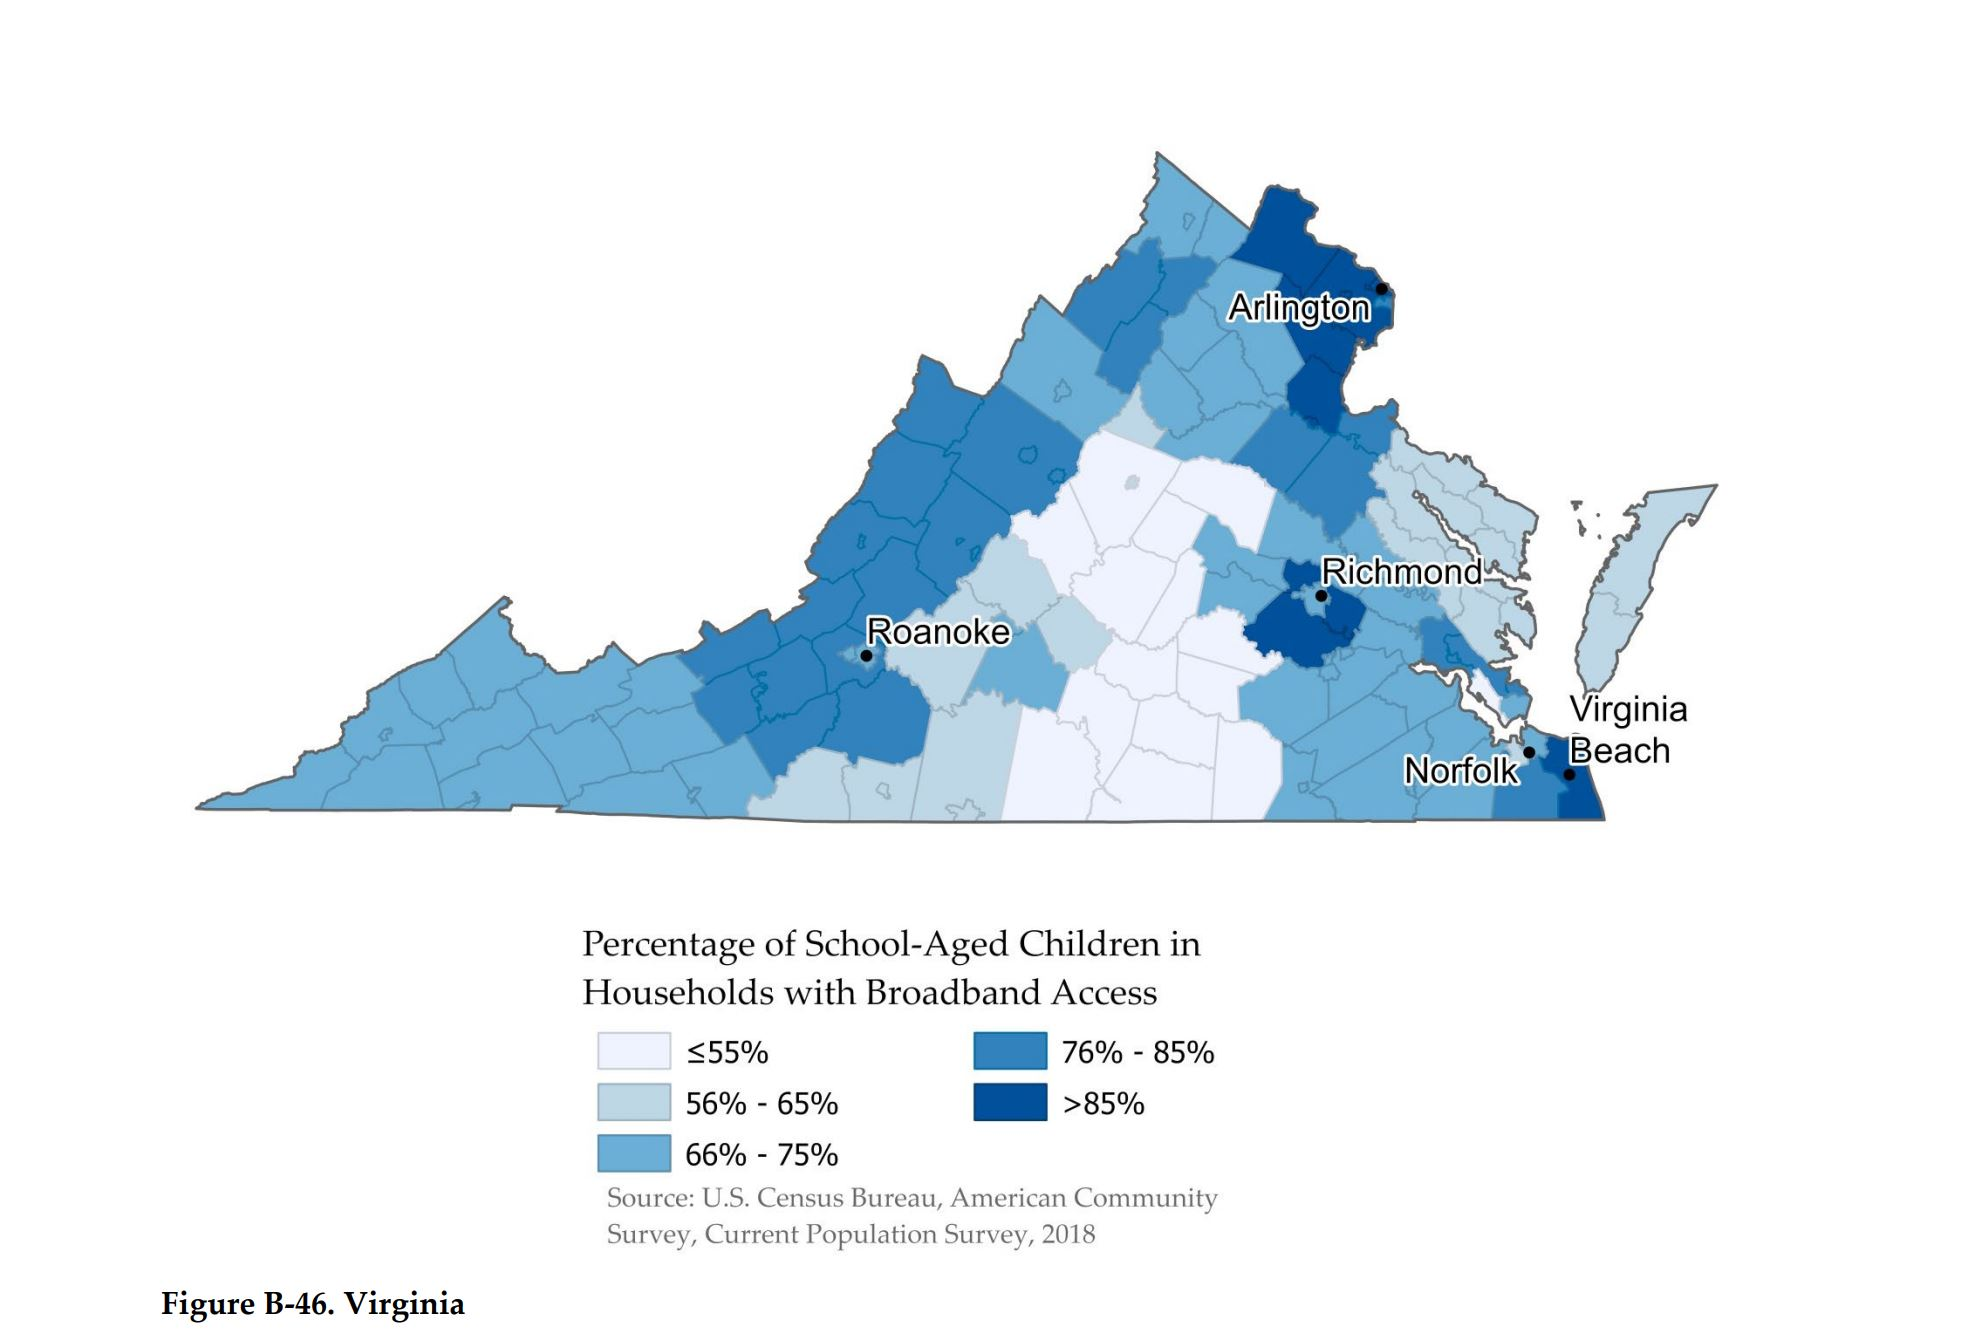 Arlington
Richmond
Roanoke
Virginia
Beach
Norfolk
Percentage of School-Aged Children in
Households with Broadband Access
≤55%
76% - 85%
56% - 65%
>85%
66% - 75%
Source: U.S. Census Bureau, American Community
Survey, Current Population Survey, 2018
Figure B-46. Virginia